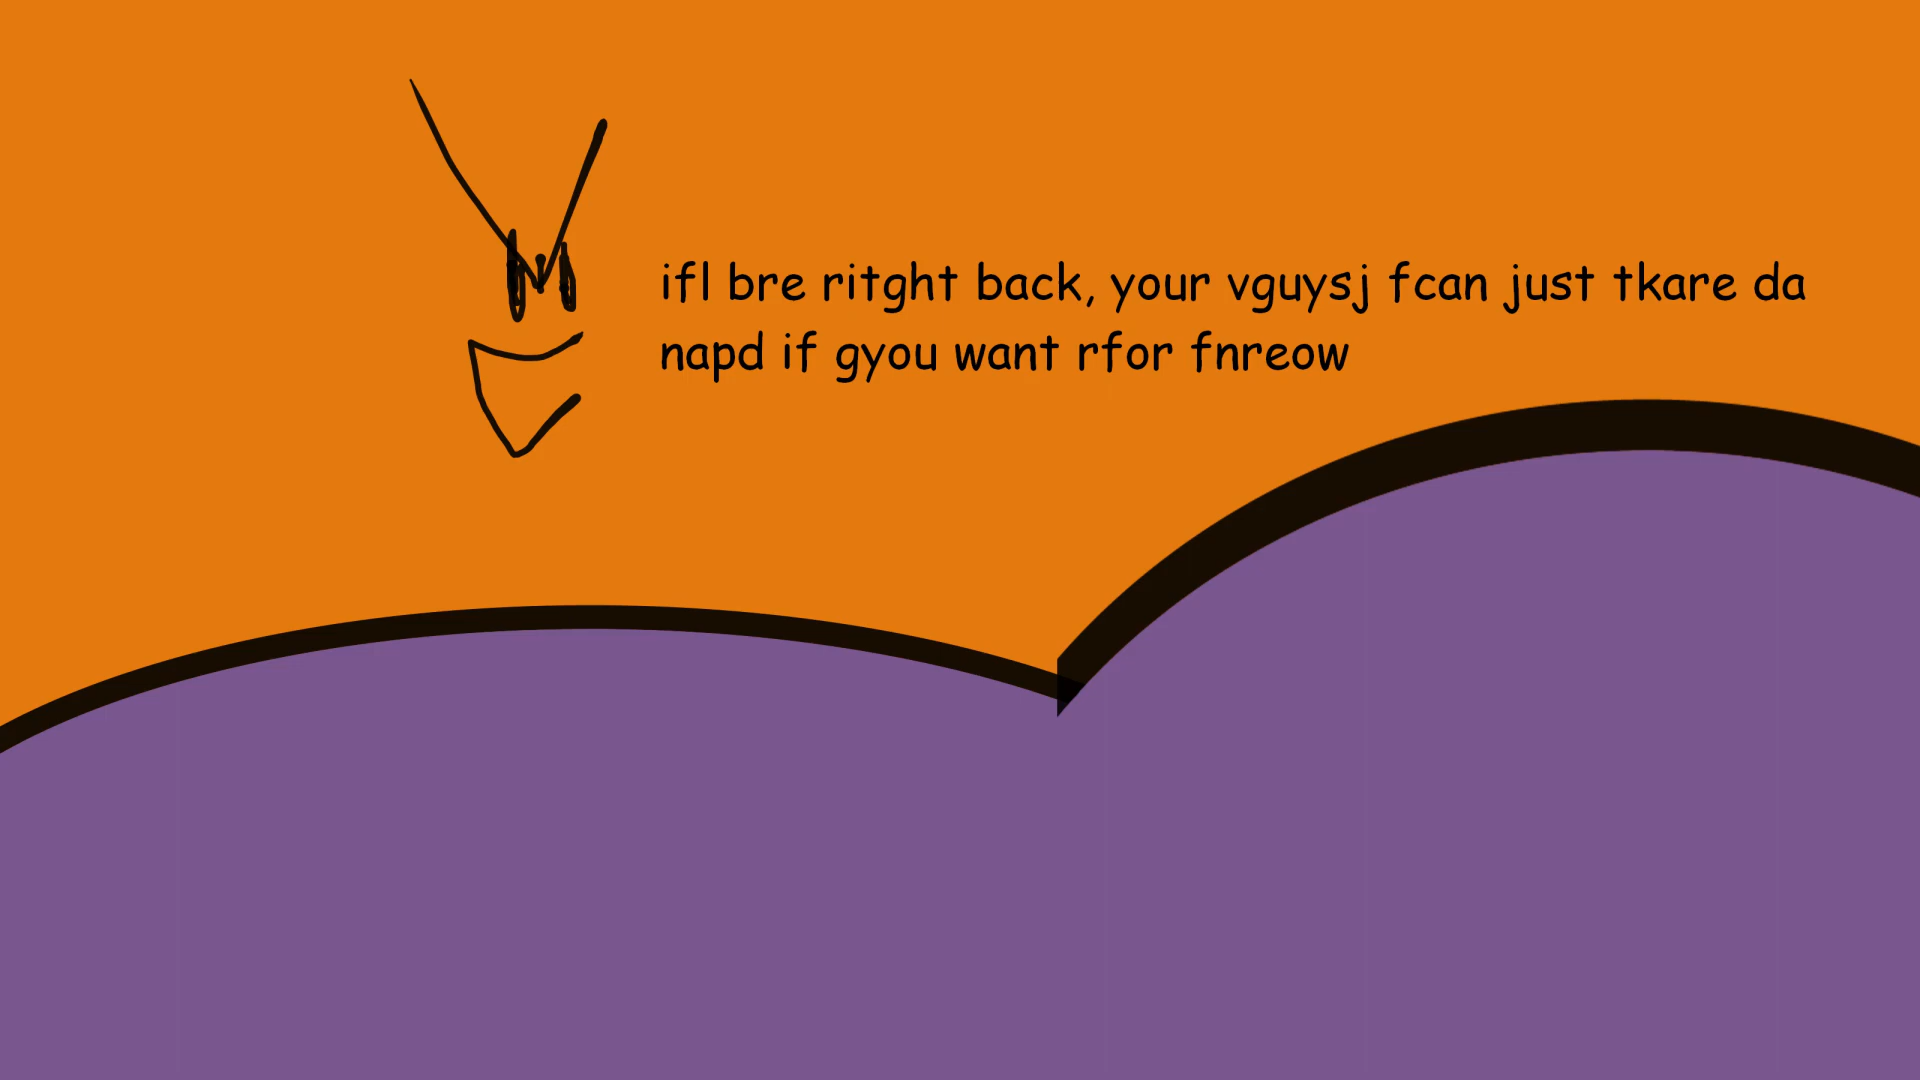 ifl bre ritght back, your vguysj fcan just tkare da
napd if gyou want rfor fnreow